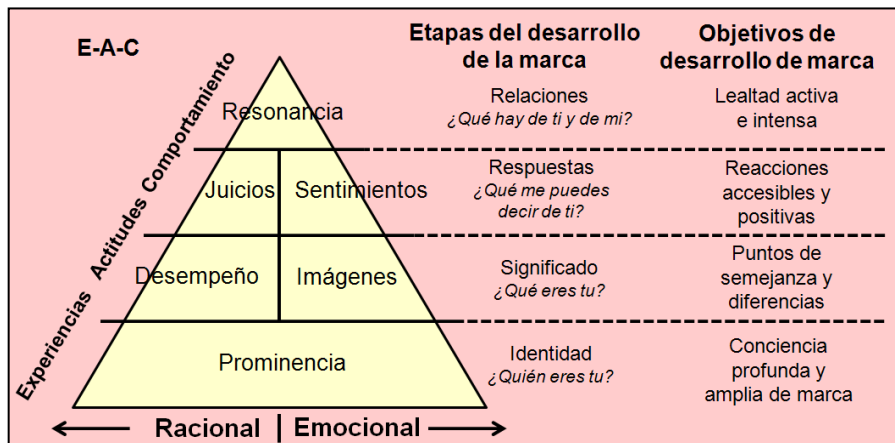 E-A-C
Etapas del desarrollo
de la marca
Objetivos de
desarrollo de marca
Experiencias Actitudes Comportamiento
Resonancia
Relaciones
¿Qué hay de ti y de mi?
Lealtad activa
e intensa
Juicios
Sentimientos
Respuestas
¿Qué me puedes
decir de ti?
Reacciones
accesibles y
positivas
Desempeño
Imágenes
Significado
¿Qué eres tu?
Puntos de
semejanza y
diferencias
Prominencia
Identidad
¿Quién eres tu?
Conciencia
profunda y
amplia de marca
Racional | Emocional